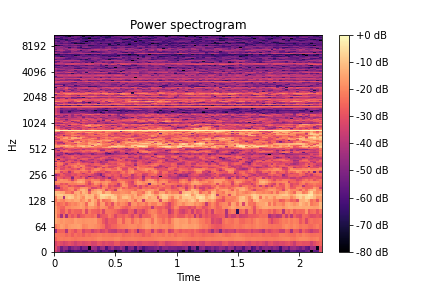 Power spectrogram
8192
4096
2048
1024
512
256
128
64
0
Hz
0
0.5
1
1.5
2
Time
+0 dB
-10 dB
-20 dB
-30 dB
-40 dB
-50 dB
-60 dB
-70 dB
-80 dB